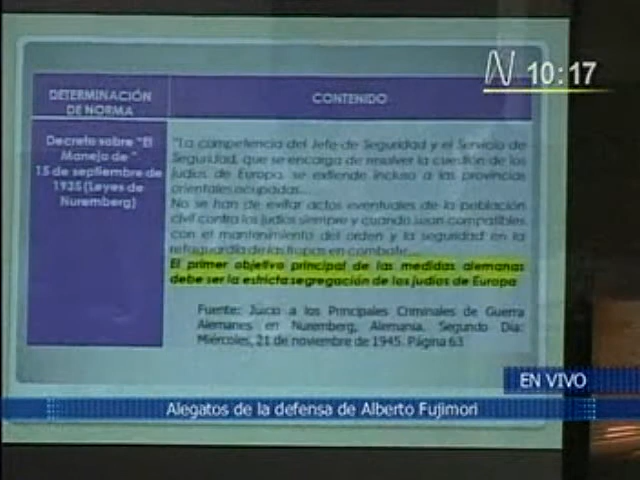 N 10:17
DETERMINACIÓN
DE NORMA
CONTENIDO
Decreto sobre "El
Manejo de "
15 de septiembre de
1935 (Leyes de
Nuremberg)
"La competencia del Jefe de Seguridad y el Servicio de
Seguridad, que se encarga de resolver la cuestión de los
judíos de Europa, se extiende incluso a las provincias
orientales ocupadas...
No se han de evitar actos eventuales de la población
civil contra los judíos siempre y cuando sean compatibles
con el mantenimiento del orden y la seguridad en la
retaguardia de las tropas en combate...
El primer objetivo principal de las medidas alemanas
debe ser la estricta segregación de los judíos de Europa
Fuente: Juicio a los Principales Criminales de Guerra
Alemanes en Nuremberg, Alemania. Segundo Día:
Miércoles, 21 de noviembre de 1945. Página 63
EN VIVO
Alegatos de la defensa de Alberto Fujimori